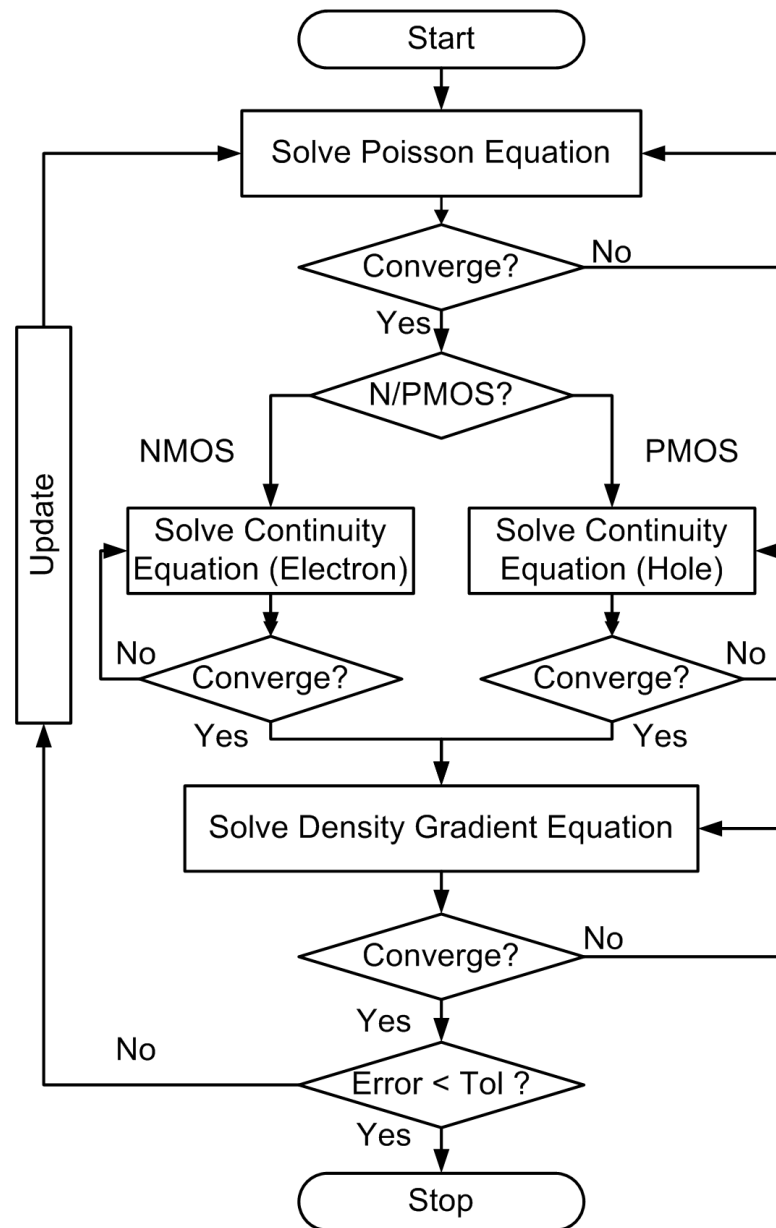 Start
Solve Poisson Equation
Converge?
No
Yes
N/PMOS?
NMOS
PMOS
Update
Solve Continuity
Equation (Electron)
Solve Continuity
Equation (Hole)
No
Converge?
Converge?
No
Yes
Yes
Solve Density Gradient Equation
Converge?
No
Yes
No
Error < Tol ?
Yes
Stop